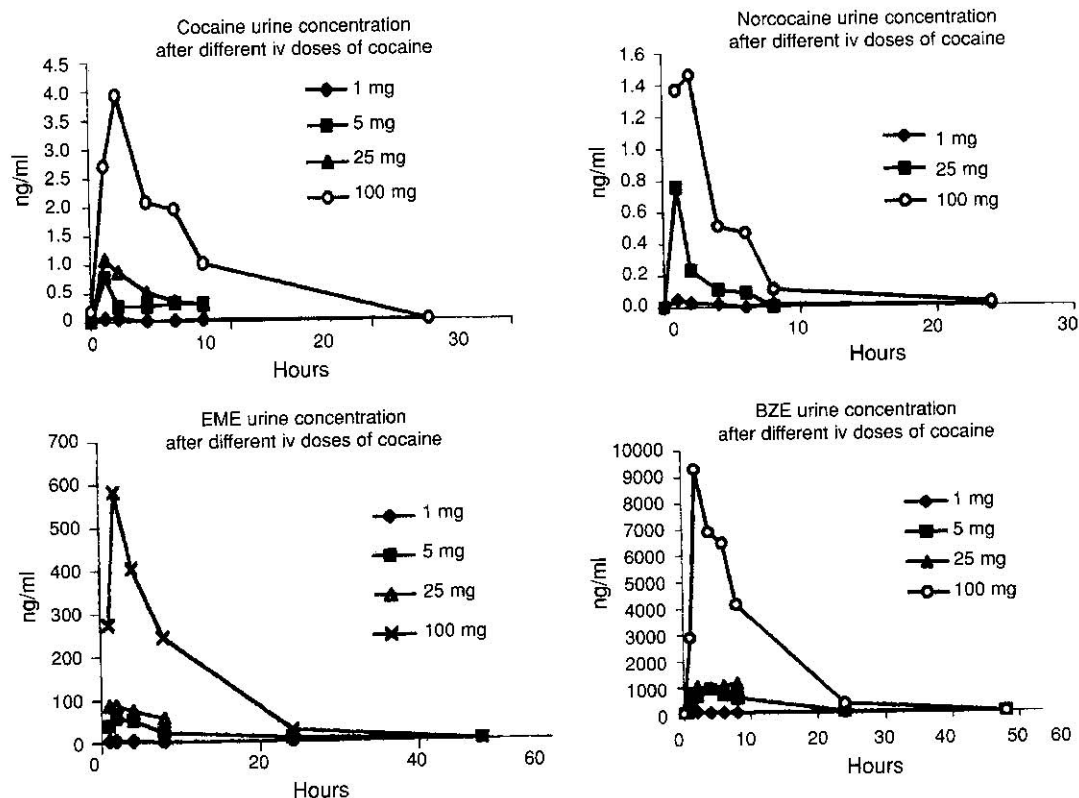 Cocaine urine concentration
after different iv doses of cocaine
4.5
4.0
3.5
3.0
2.5
2.0
1.5
1.0
0.5
0
ng/ml
1 mg
5 mg
25 mg
100 mg
0 10 20 30
Hours
Norcocaine urine concentration
after different iv doses of cocaine
1.6
1.4
1.2
1.0
0.8
0.6
0.4
0.2
0.0
ng/ml
1 mg
25 mg
100 mg
0 10 20 30
Hours
EME urine concentration
after different iv doses of cocaine
700
600
500
400
300
200
100
0
ng/ml
1 mg
5 mg
25 mg
100 mg
0 20 40 60
Hours
BZE urine concentration
after different iv doses of cocaine
10000
9000
8000
7000
6000
5000
4000
3000
2000
1000
0
ng/ml
1 mg
5 mg
25 mg
100 mg
0 10 20 30 40 50 60
Hours